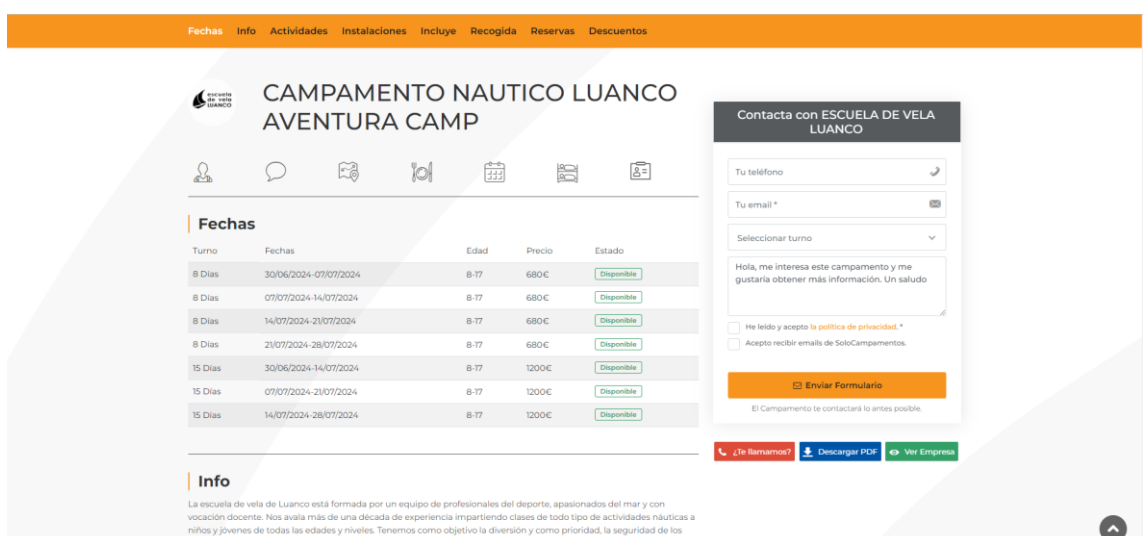 Fechas Info Actividades Instalaciones Incluye Recogida Reservas Descuentos
escuela
de vela
LUANCO
CAMPAMENTO NAUTICO LUANCO
AVENTURA CAMP
Fechas
Turno Fechas Edad Precio Estado
8 Días 30/06/2024-07/07/2024 8-17 680€ Disponible
8 Días 07/07/2024-14/07/2024 8-17 680€ Disponible
8 Días 14/07/2024-21/07/2024 8-17 680€ Disponible
8 Días 21/07/2024-28/07/2024 8-17 680€ Disponible
15 Días 30/06/2024-14/07/2024 8-17 1200€ Disponible
15 Días 07/07/2024-21/07/2024 8-17 1200€ Disponible
15 Días 14/07/2024-28/07/2024 8-17 1200€ Disponible
Info
La escuela de vela de Luanco está formada por un equipo de profesionales del deporte, apasionados del mar y con
vocación docente. Nos avala más de una década de experiencia impartiendo clases de todo tipo de actividades náuticas a
niños y jóvenes de todas las edades y niveles. Tenemos como objetivo la diversión y como prioridad, la seguridad de los
Contacta con ESCUELA DE VELA
LUANCO
Tu teléfono
Tu email *
Seleccionar turno
Hola, me interesa este campamento y me
gustaría obtener más información. Un saludo
He leído y acepto la política de privacidad. *
Acepto recibir emails de SoloCampamentos.
Enviar Formulario
El Campamento te contactará lo antes posible.
¿Te llamamos? Descargar PDF Ver Empresa